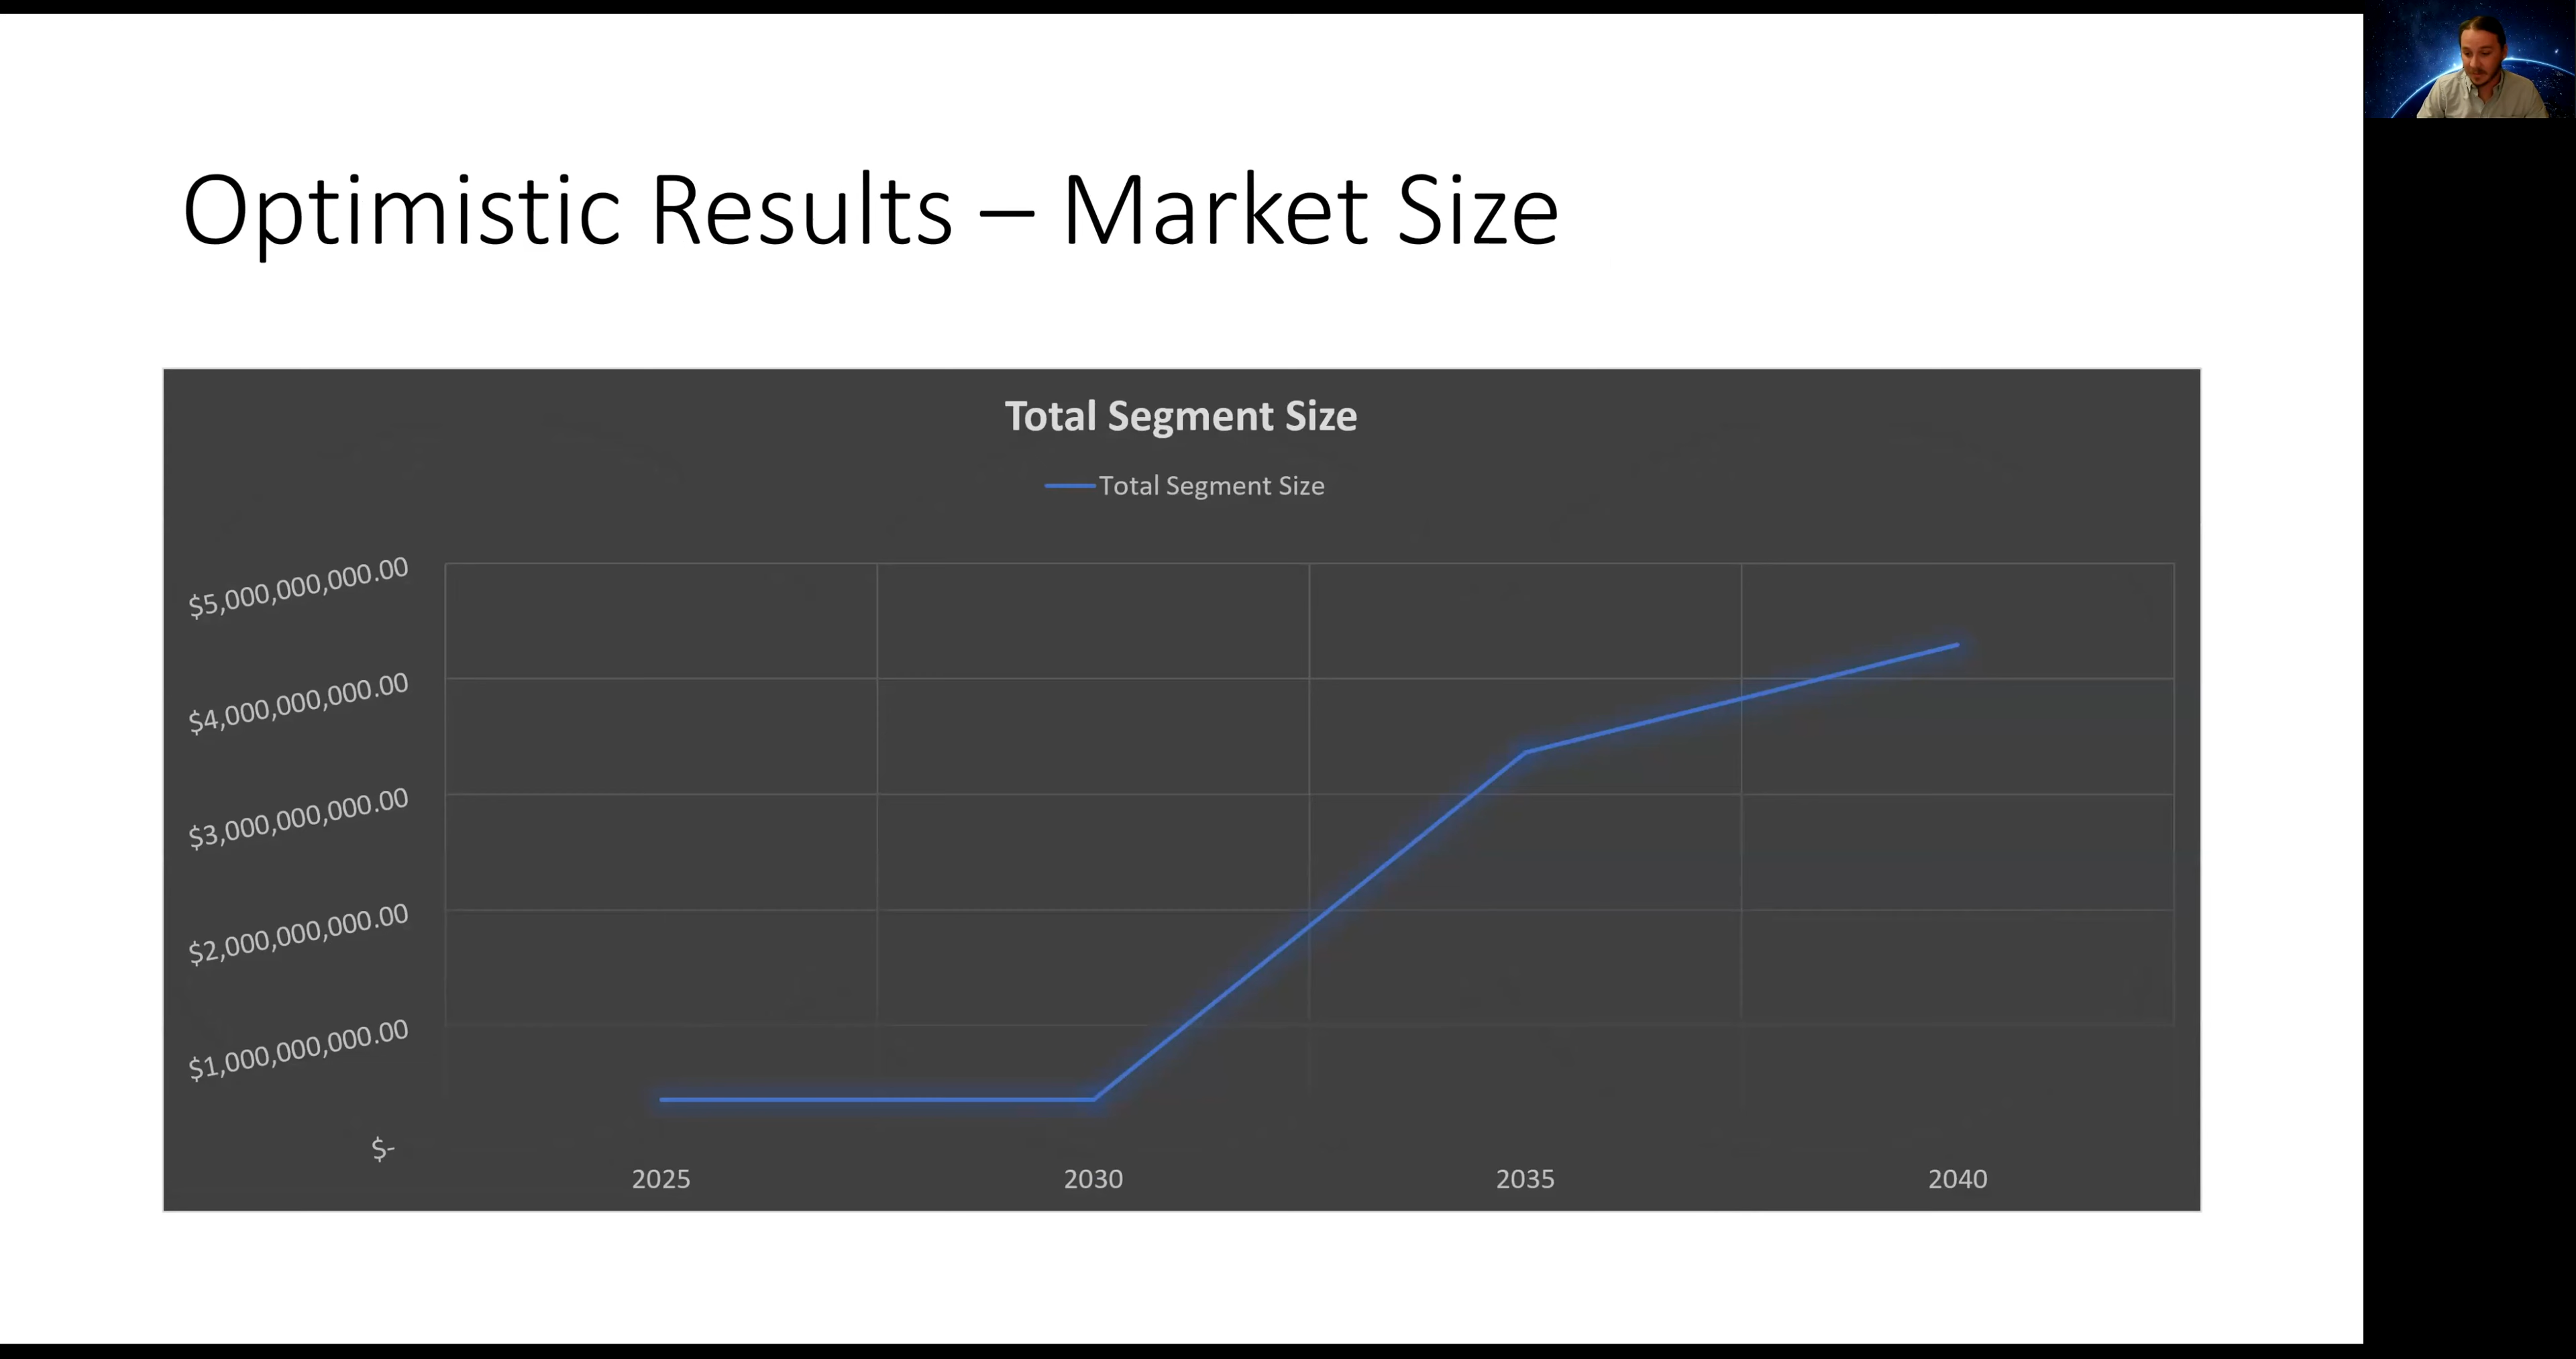 Optimistic Results – Market Size
Total Segment Size
Total Segment Size
$5,000,000,000.00
$4,000,000,000.00
$3,000,000,000.00
$2,000,000,000.00
$1,000,000,000.00
$-
2025 2030 2035 2040